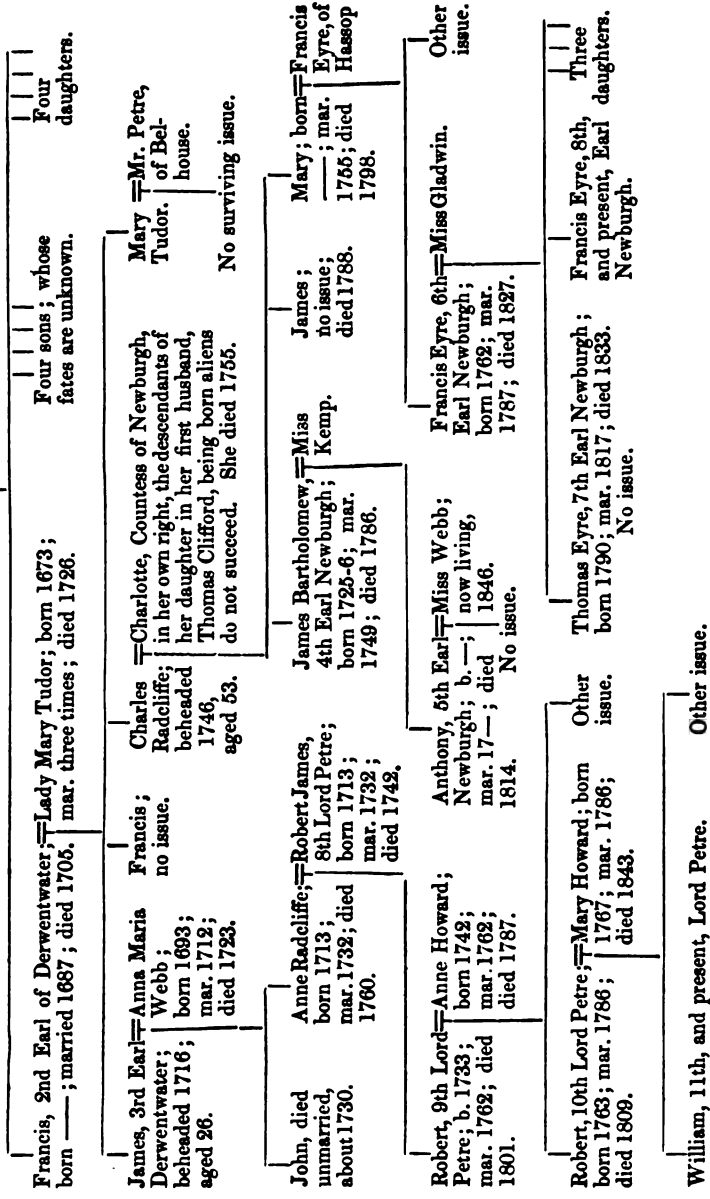 Francis, 2nd Earl of Derwentwater;=Lady Mary Tudor; born 1673;
born ——; married 1687; died 1705. mar. three times; died 1726.
Four sons; whose
fates are unknown.
Four
daughters.
James, 3rd Earl
Derwentwater;
beheaded 1716;
aged 26.
=Anna Maria
Webb;
born 1693;
mar. 1712;
died 1723.
Francis;
no issue.
Charles
Radcliffe;
beheaded
1746,
aged 53.
=Charlotte, Countess of Newburgh,
in her own right, the descendants of
her daughter in her first husband,
Thomas Clifford, being born aliens
do not succeed. She died 1755.
Mary
Tudor.
=Mr. Petre,
of Bel-
house.
No surviving issue.
John, died
unmarried,
about 1730.
Anne Radcliffe;
born 1713;
mar. 1732; died
1760.
=Robert James,
8th Lord Petre;
born 1713;
mar. 1732;
died 1742.
James Bartholomew,
4th Earl Newburgh;
born 1725-6; mar.
1749; died 1786.
=Miss
Kemp.
James;
no issue;
died 1788.
Mary; born
——; mar.
1755; died
1798.
=Francis
Eyre, of
Hassop
Robert, 9th Lord
Petre; b. 1733;
mar. 1762; died
1801.
=Anne Howard;
born 1742;
mar. 1762;
died 1787.
Anthony, 5th Earl
Newburgh; b. —;
mar. 17—; died
1814.
=Miss Webb;
now living,
1846.
No issue.
Francis Eyre, 6th
Earl Newburgh;
born 1762; mar.
1787; died 1827.
=Miss Gladwin.
Other
issue.
Robert, 10th Lord Petre;
born 1763; mar. 1786;
died 1809.
=Mary Howard; born
1767; mar. 1786;
died 1843.
Other
issue.
Thomas Eyre, 7th Earl Newburgh;
born 1790; mar. 1817; died 1833.
No issue.
Francis Eyre, 8th,
and present, Earl
Newburgh.
Three
daughters.
William, 11th, and present, Lord Petre.
Other issue.